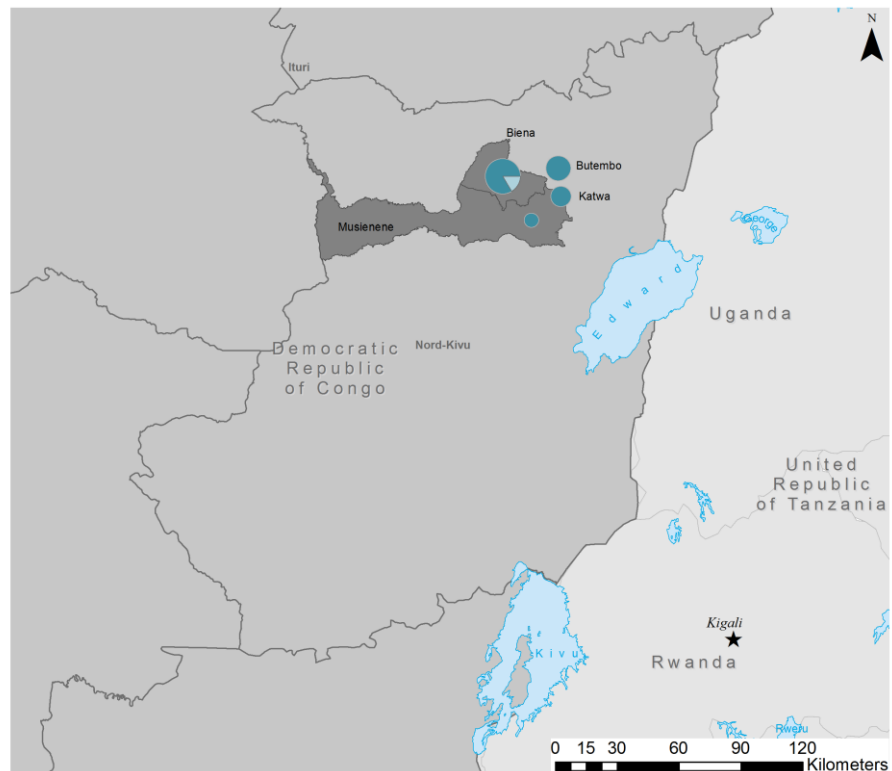 N
Ituri
Biena
Butembo
Katwa
Musienene
George
Edward
Uganda
Democratic
Republic
of Congo
Nord-Kivu
United
Republic
of Tanzania
Kivu
Kigali
Rwanda
Rweru
0 15 30 60 90 120
Kilometers